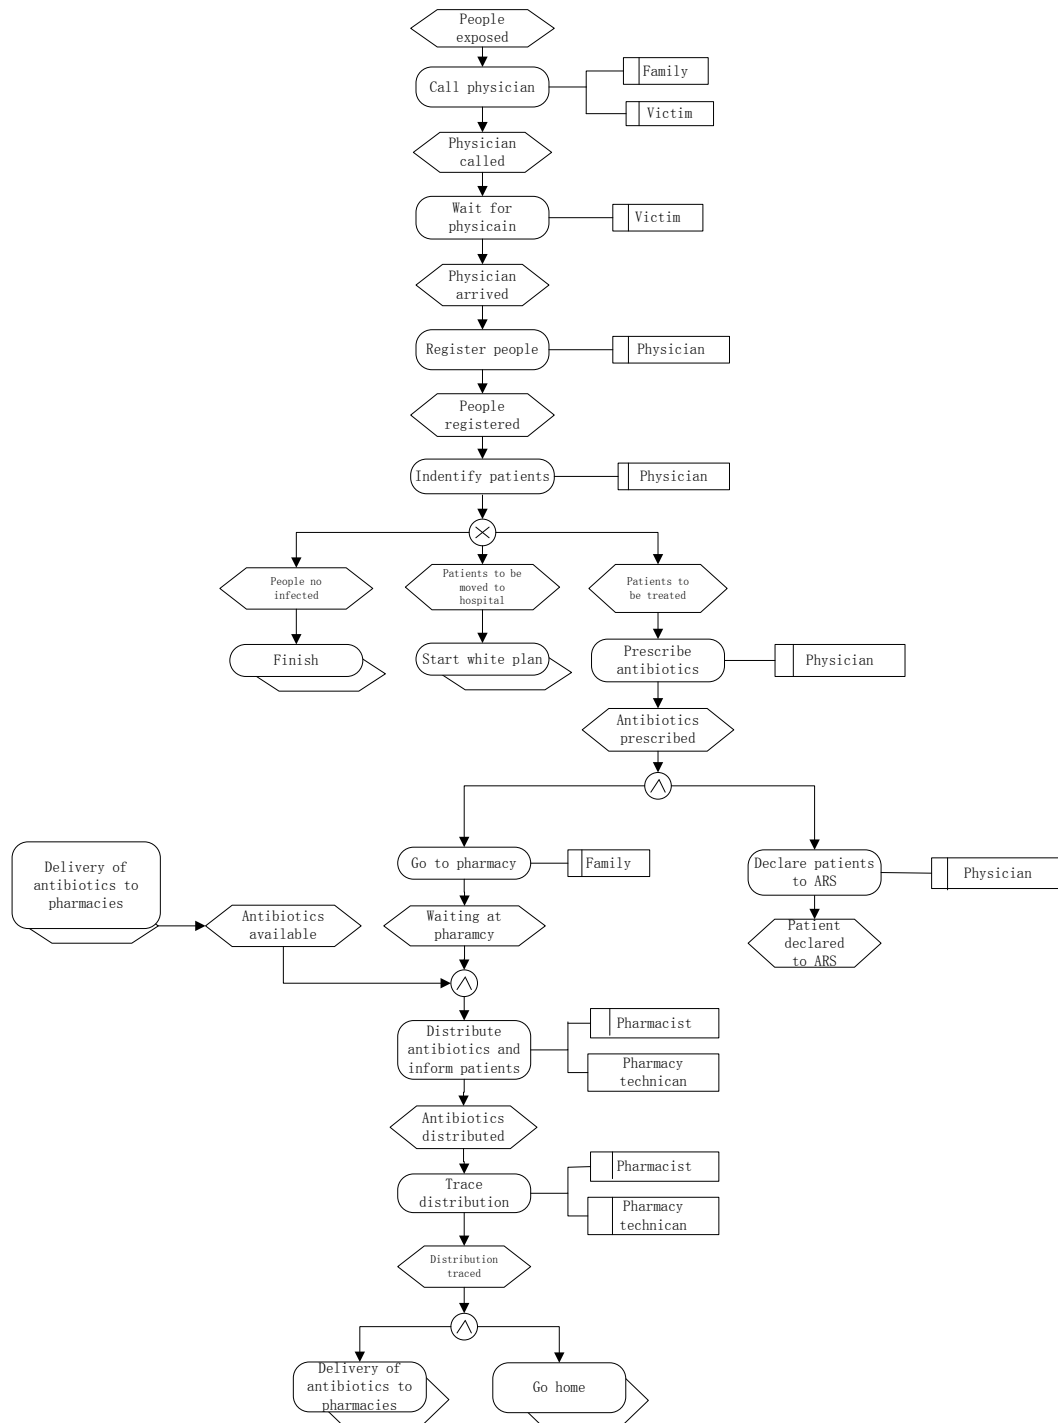 People
exposed
Call physician
Family
Victim
Physician
called
Wait for
physicain
Victim
Physician
arrived
Register people
Physician
People
registered
Indentify patients
Physician
People no
infected
Patients to be
moved to
hospital
Patients to
be treated
Finish
Start white plan
Prescribe
antibiotics
Physician
Antibiotics
prescribed
Delivery of
antibiotics to
pharmacies
Go to pharmacy
Family
Declare patients
to ARS
Physician
Antibiotics
available
Waiting at
pharamcy
Patient
declared
to ARS
Distribute
antibiotics and
inform patients
Pharmacist
Pharmacy
technican
Antibiotics
distributed
Trace
distribution
Pharmacist
Pharmacy
technican
Distribution
traced
Delivery of
antibiotics to
pharmacies
Go home